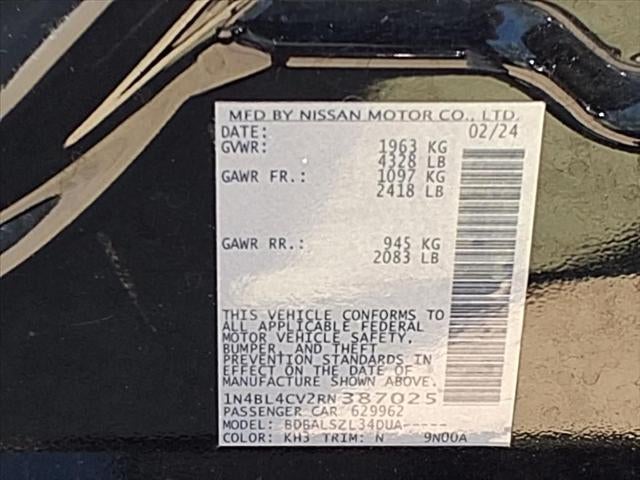 MFD BY NISSAN MOTOR CO., LTD.
DATE: 02/24
GVWR: 1963 KG
4328 LB
GAWR FR.: 1097 KG
2418 LB
GAWR RR.: 945 KG
2083 LB
THIS VEHICLE CONFORMS TO
ALL APPLICABLE FEDERAL
MOTOR VEHICLE SAFETY,
BUMPER, AND THEFT
PREVENTION STANDARDS IN
EFFECT ON THE DATE OF
MANUFACTURE SHOWN ABOVE.
1N4BL4CV2RN387025
PASSENGER CAR 629962
MODEL: BDBALSZL34DUA-----
COLOR: KH3 TRIM: N 9N00A